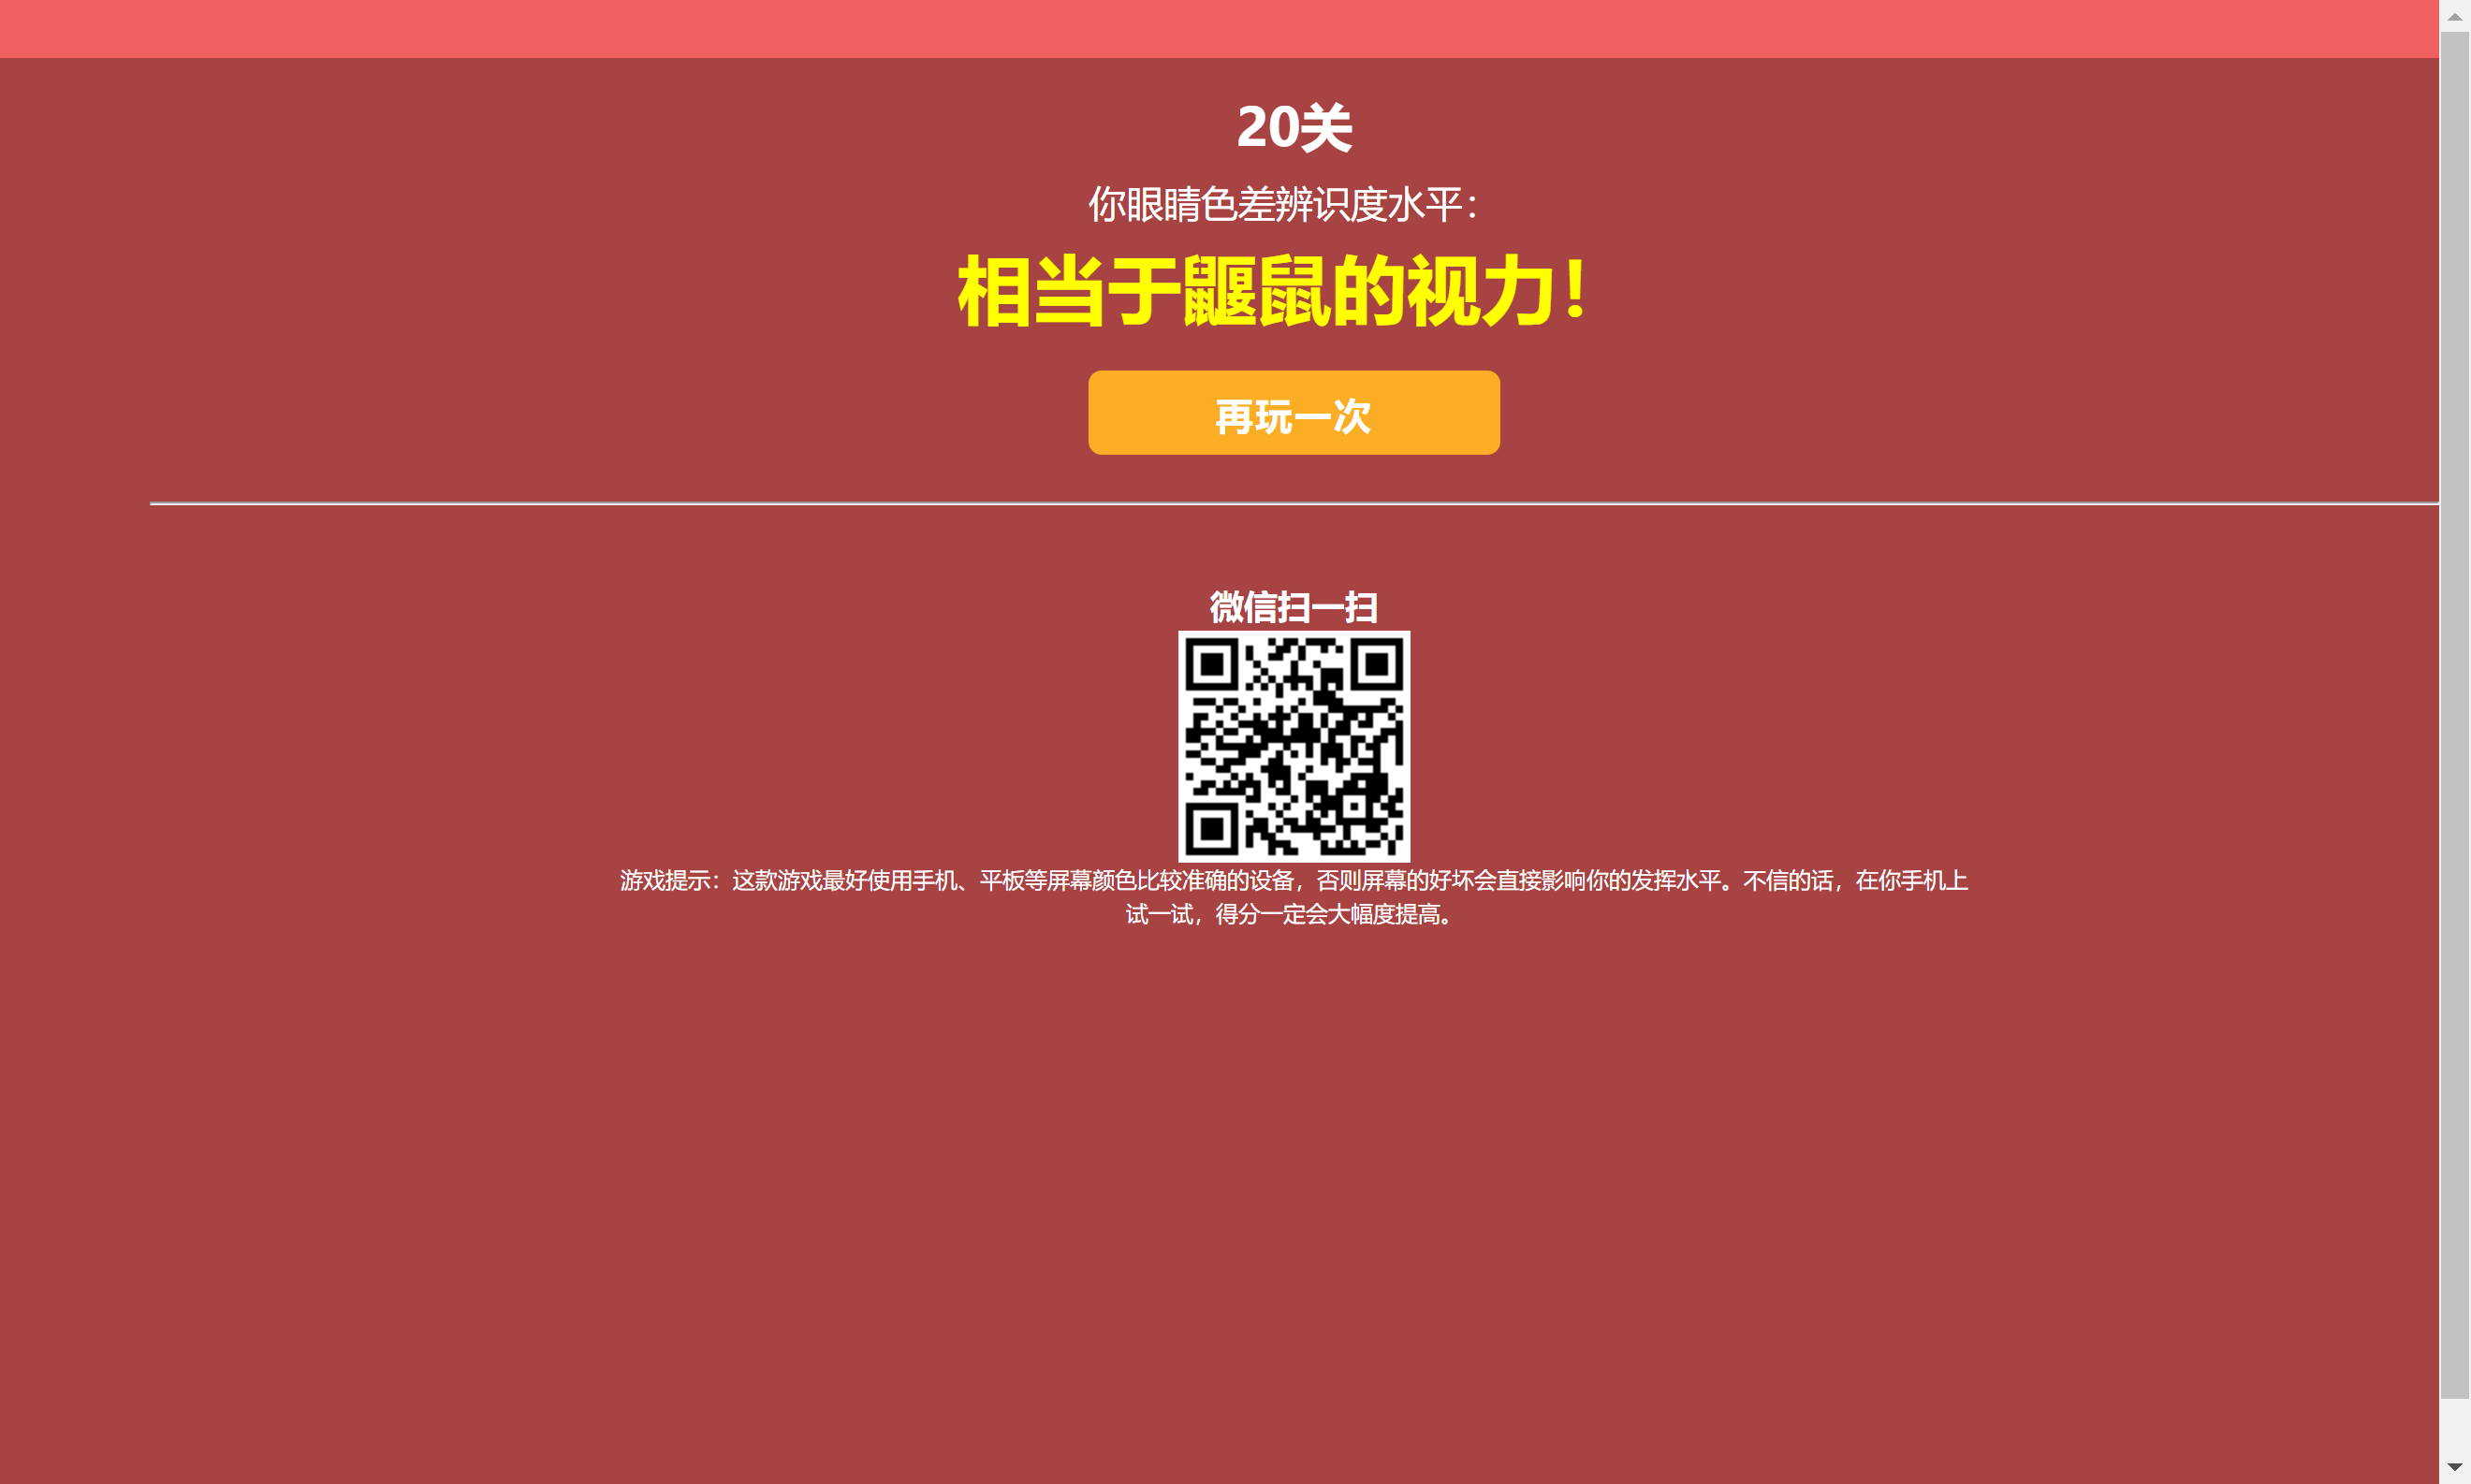 20关
你眼睛色差辨识度水平：
相当于鼹鼠的视力！
再玩一次
微信扫一扫
游戏提示：这款游戏最好使用手机、平板等屏幕颜色比较准确的设备，否则屏幕的好坏会直接影响你的发挥水平。不信的话，在你手机上
试一试，得分一定会大幅度提高。